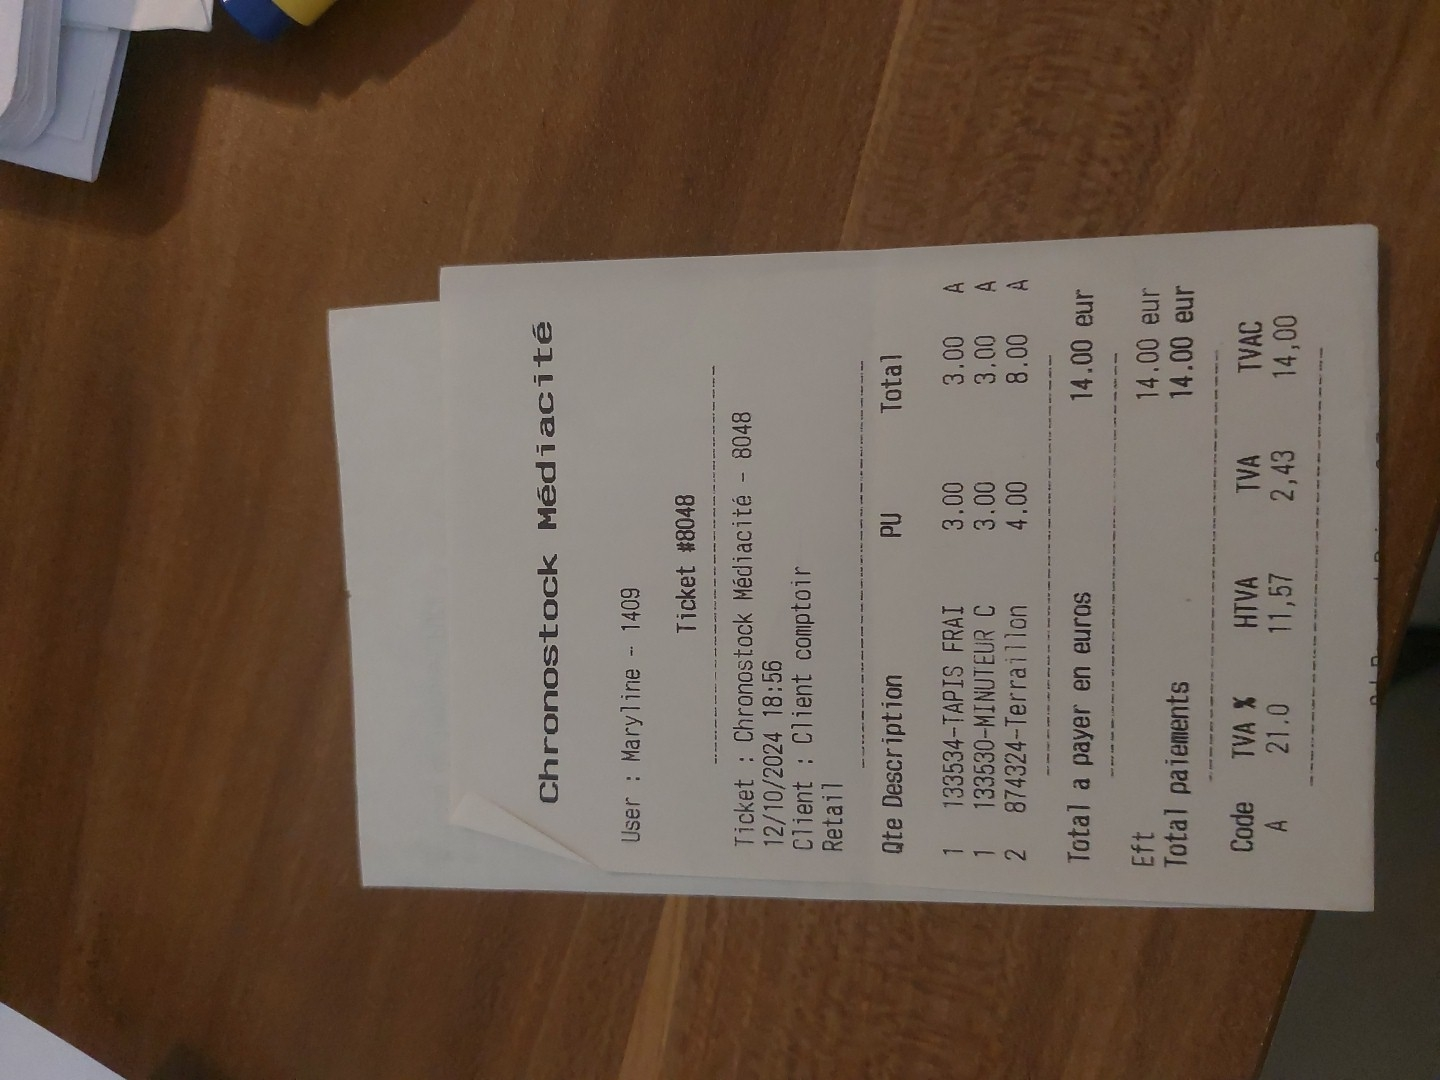 Chronostock Médiacité
User : Maryline - 1409
Ticket #8048
Ticket : Chronostock Médiacité - 8048
12/10/2024 18:56
Client : Client comptoir
Retail
Qte Description PU Total
1 133534-TAPIS FRAI 3.00 3.00 A
1 133530-MINUTEUR C 3.00 3.00 A
2 874324-Terraillon 4.00 8.00 A
Total a payer en euros 14.00 eur
Eft 14.00 eur
Total paiements 14.00 eur
Code TVA % HTVA TVA TVAC
A 21.0 11,57 2,43 14,00